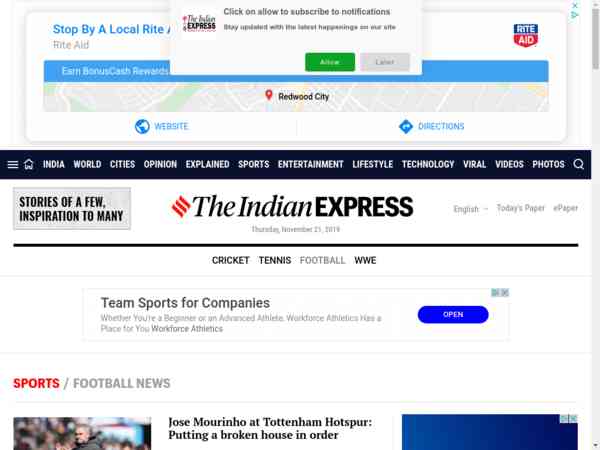 Click on allow to subscribe to notifications
Stay updated with the latest happenings on our site
Allow
Later
The Indian
EXPRESS
Stop By A Local Rite
Rite Aid
RITE
AID
Earn BonusCash Rewards
Redwood City
WEBSITE
DIRECTIONS
INDIA WORLD CITIES OPINION EXPLAINED SPORTS ENTERTAINMENT LIFESTYLE TECHNOLOGY VIRAL VIDEOS PHOTOS
STORIES OF A FEW,
INSPIRATION TO MANY
The Indian EXPRESS
Thursday, November 21, 2019
English
Today's Paper
ePaper
CRICKET TENNIS FOOTBALL WWE
Team Sports for Companies
Whether You're a Beginner or an Advanced Athlete, Workforce Athletics Has a
Place for You Workforce Athletics
OPEN
SPORTS / FOOTBALL NEWS
Jose Mourinho at Tottenham Hotspur:
Putting a broken house in order